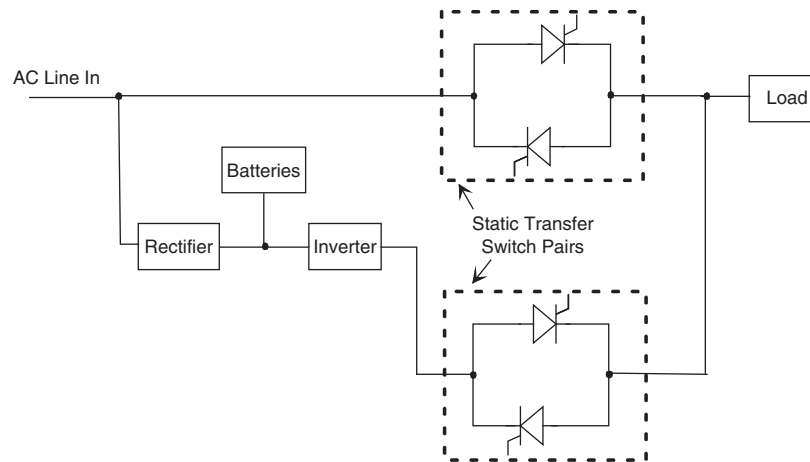 AC Line In
Load
Batteries
Static Transfer
Switch Pairs
Rectifier
Inverter